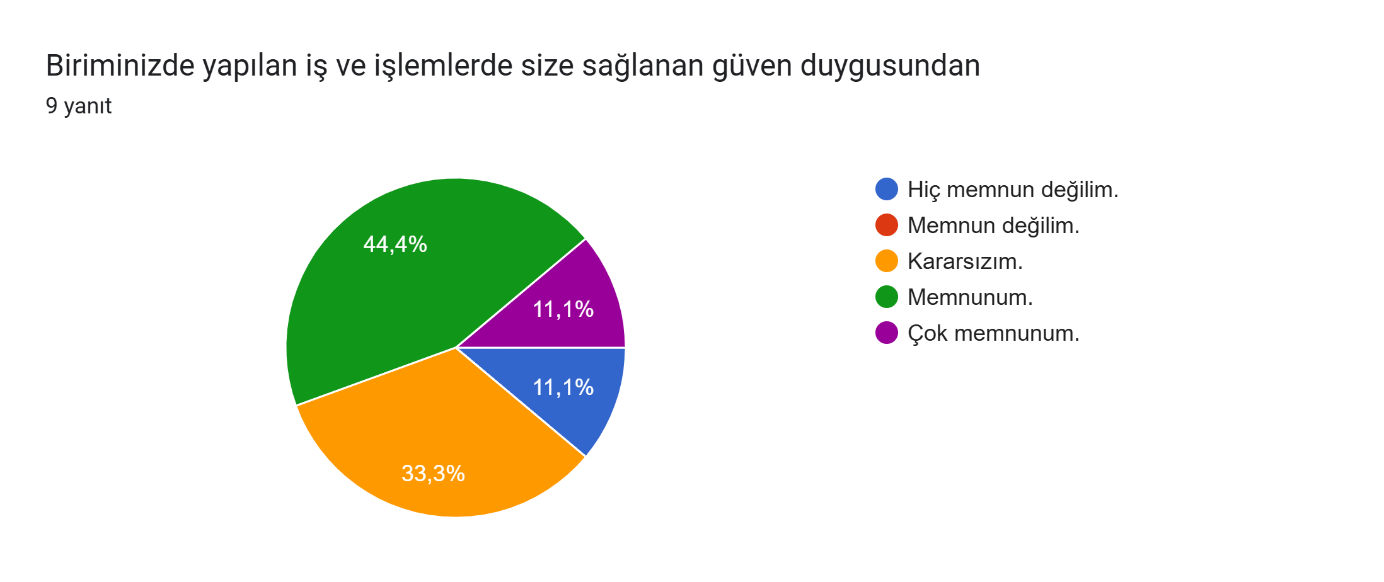 Biriminizde yapılan iş ve işlemlerde size sağlanan güven duygusundan
9 yanıt
44,4%
11,1%
11,1%
33,3%
Hiç memnun değilim.
Memnun değilim.
Kararsızım.
Memnunum.
Çok memnunum.